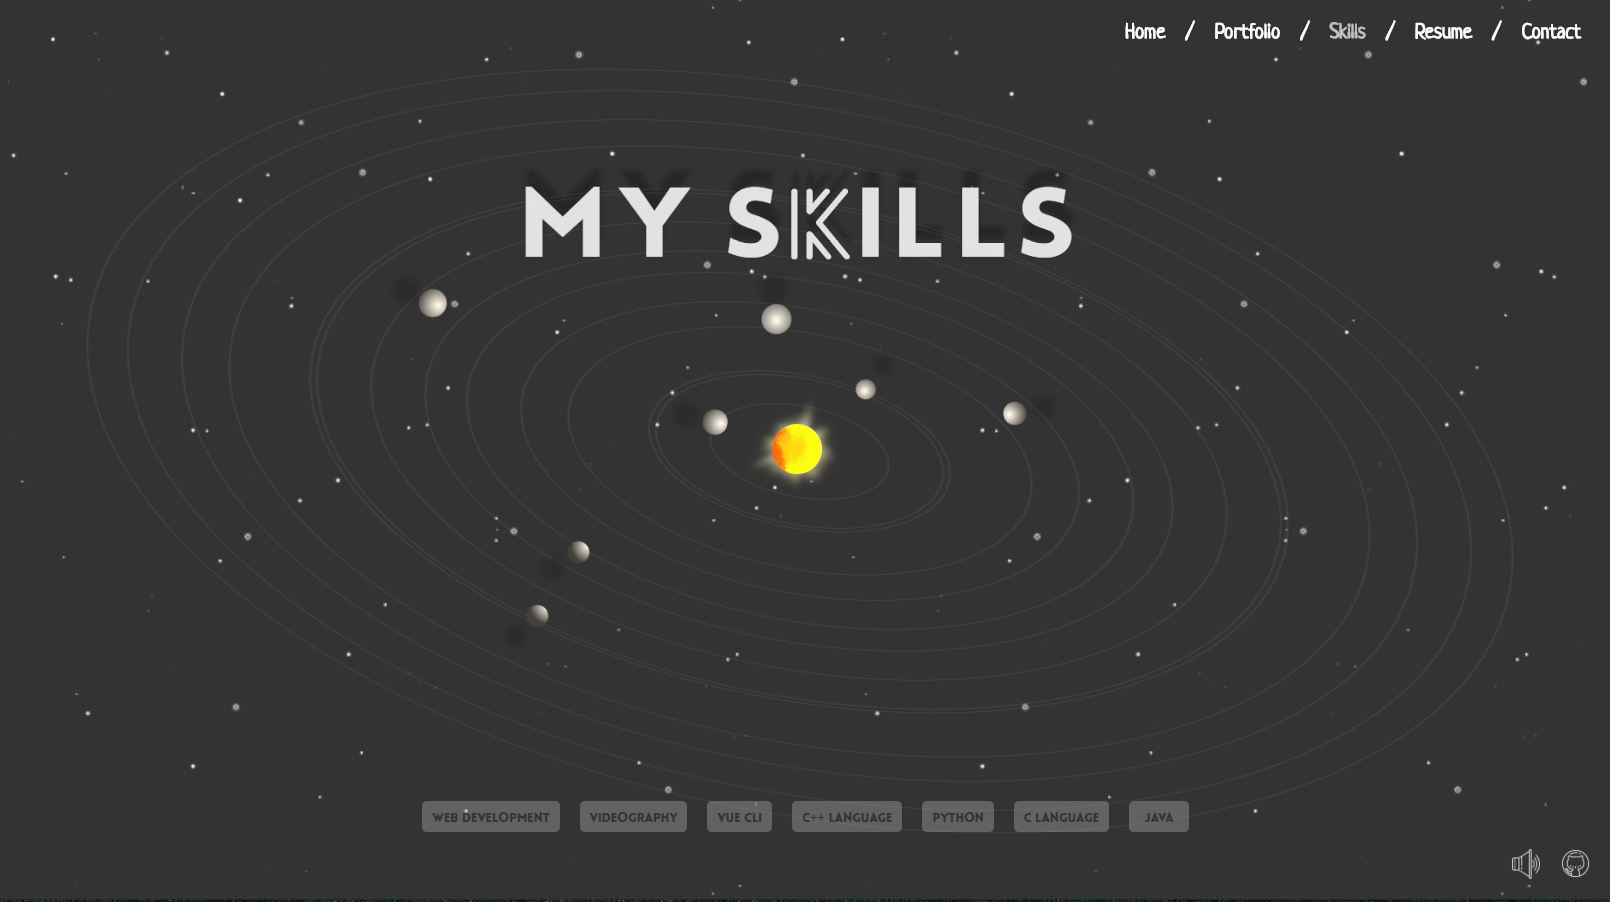 Home / Portfolio / Skills / Resume / Contact
MY SKILLS
WEB DEVELOPMENT VIDEOGRAPHY VUE CLI C++ LANGUAGE PYTHON C LANGUAGE JAVA